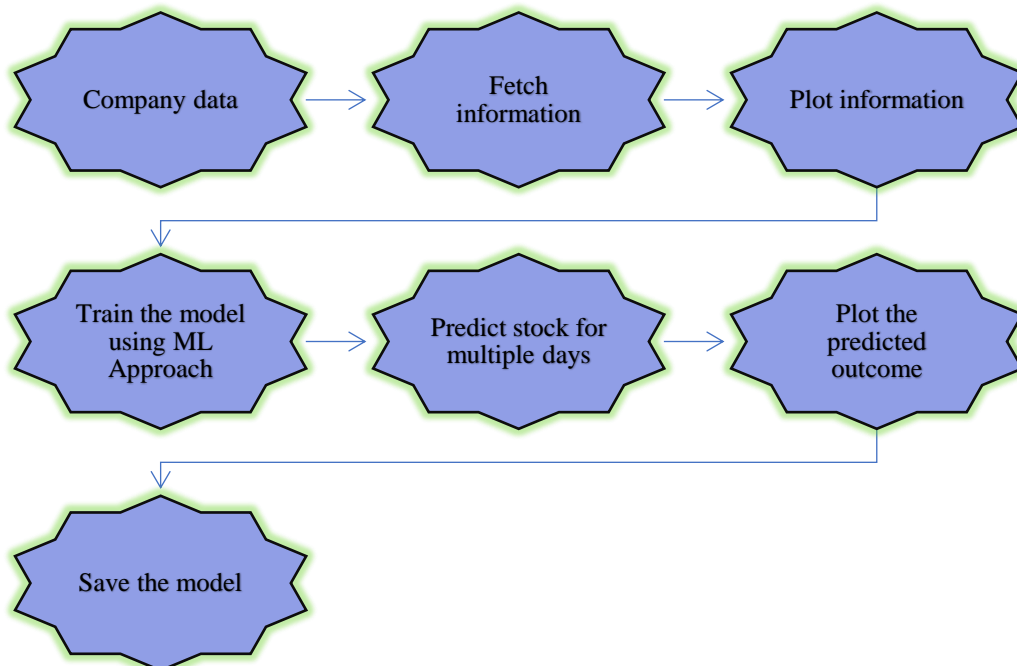 Company data
Fetch
information
Plot information
Train the model
using ML
Approach
Predict stock for
multiple days
Plot the
predicted
outcome
Save the model